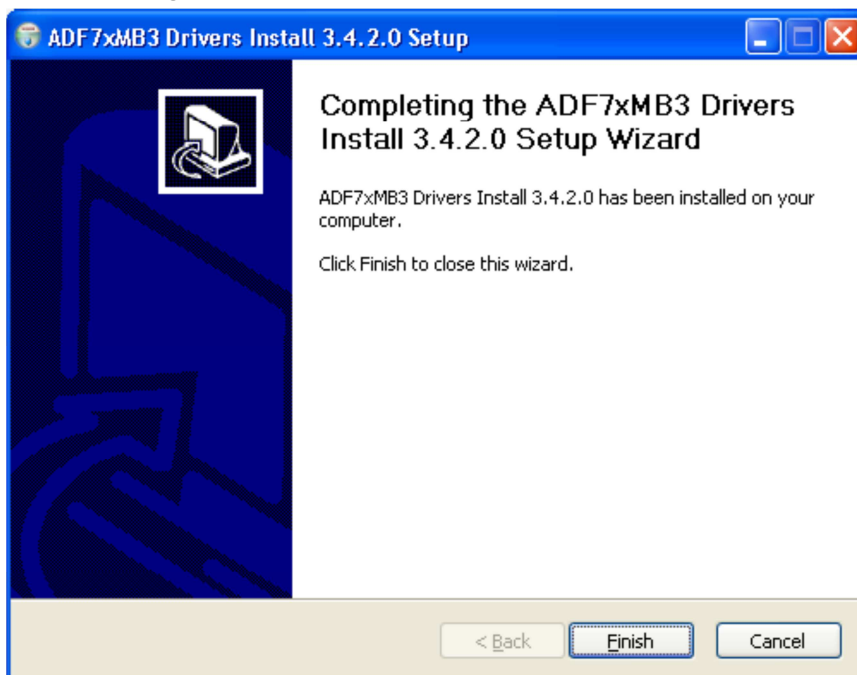 ADF7xMB3 Drivers Install 3.4.2.0 Setup
Completing the ADF7xMB3 Drivers
Install 3.4.2.0 Setup Wizard
ADF7xMB3 Drivers Install 3.4.2.0 has been installed on your
computer.
Click Finish to close this wizard.
< Back Finish Cancel